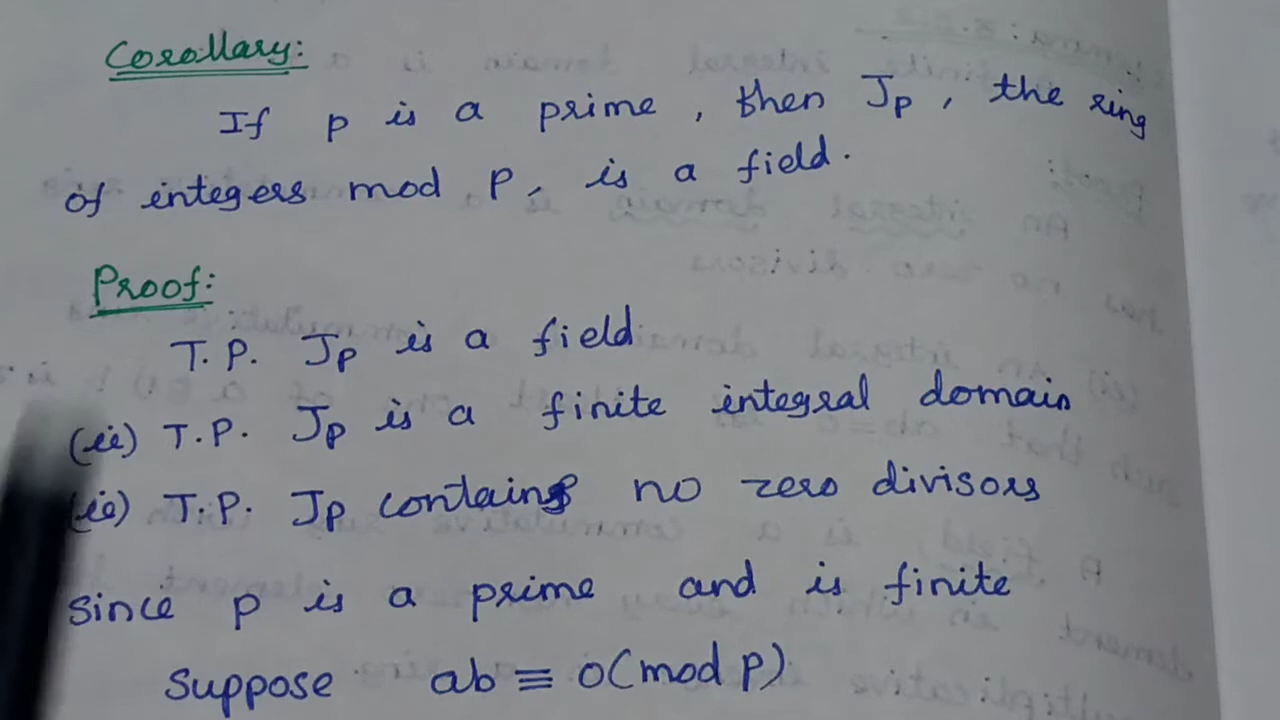 Corollary:
If p is a prime, then Jp, the ring
of integers mod P, is a field.
Proof:
T.P. Jp is a field
(ie) T.P. Jp is a finite integral domain
(ie) T.P. Jp contains no zero divisors
since p is a prime and is finite
Suppose ab ≡ 0(mod p)